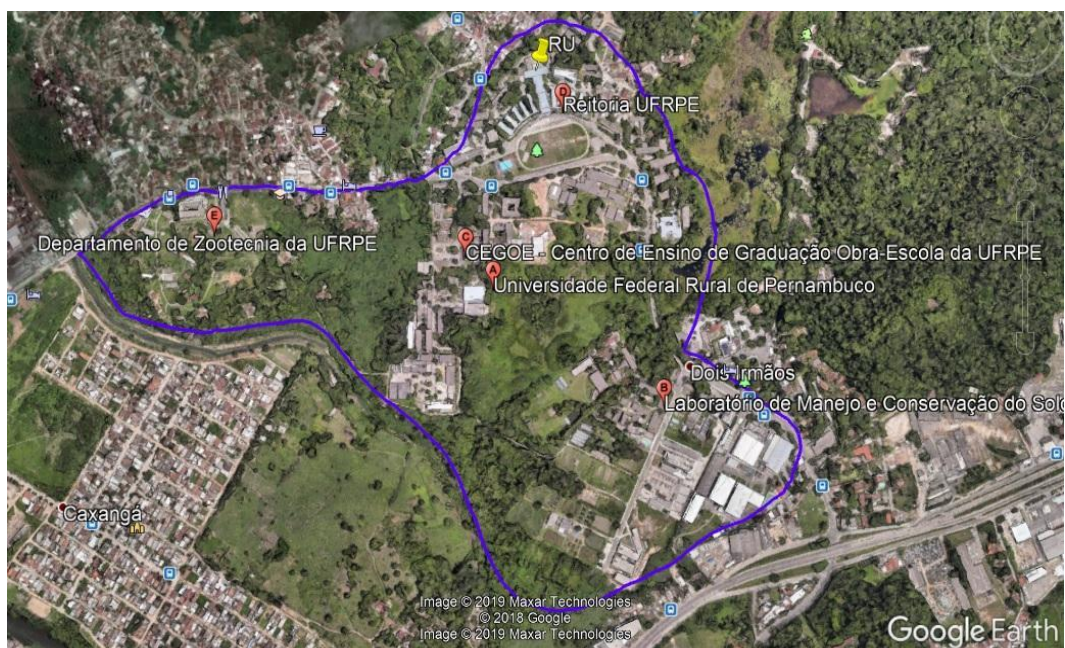 RU
D
Reitoria UFRPE
E
Departamento de Zootecnia da UFRPE
C
CEGOE - Centro de Ensino de Graduação Obra-Escola da UFRPE
A
Universidade Federal Rural de Pernambuco
Dois Irmãos
B
Laboratório de Manejo e Conservação do Solo
Caxangá
Image © 2019 Maxar Technologies
© 2018 Google
Image © 2019 Maxar Technologies
Google Earth